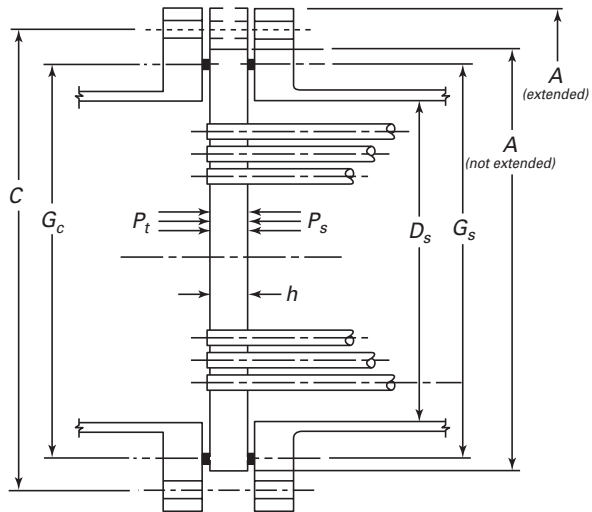 A
(extended)
A
(not extended)
C
G_c
P_t
P_s
D_s
G_s
h